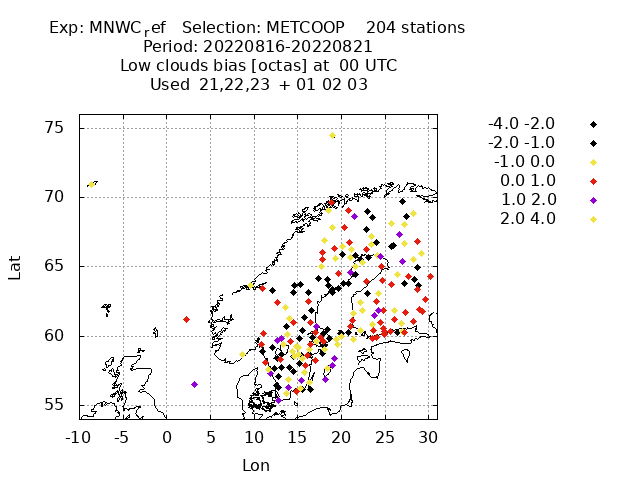 Exp: MNWC_ref Selection: METCOOP 204 stations
Period: 20220816-20220821
Low clouds bias [octas] at 00 UTC
Used 21,22,23 + 01 02 03
-4.0 -2.0
-2.0 -1.0
-1.0 0.0
0.0 1.0
1.0 2.0
2.0 4.0
75
70
65
60
55
Lat
-10 -5 0 5 10 15 20 25 30
Lon